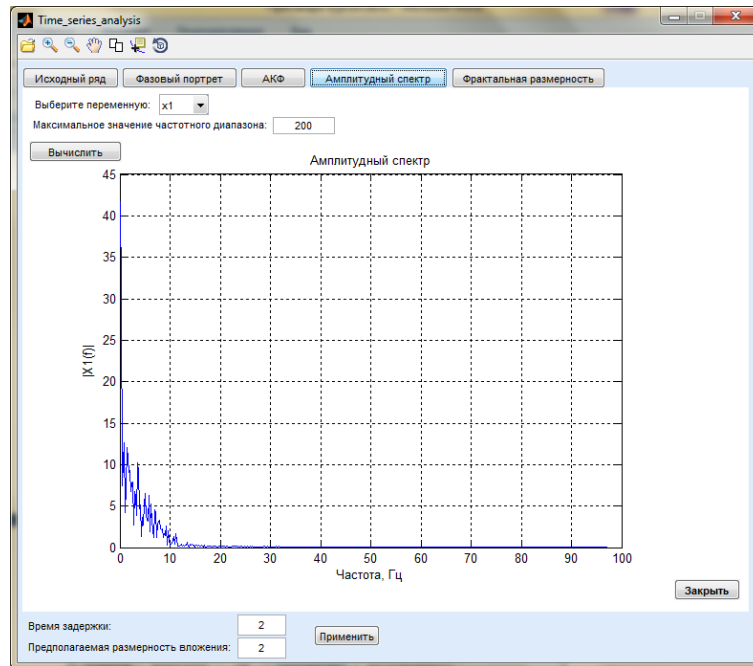 Time_series_analysis
Исходный ряд Фазовый портрет АКФ Амплитудный спектр Фрактальная размерность
Выберите переменную: x1
Максимальное значение частотного диапазона: 200
Вычислить
Амплитудный спектр
45
40
35
30
25
20
15
10
5
0
|X1(f)|
0 10 20 30 40 50 60 70 80 90 100
Частота, Гц
Закрыть
Время задержки: 2
Предполагаемая размерность вложения: 2
Применить